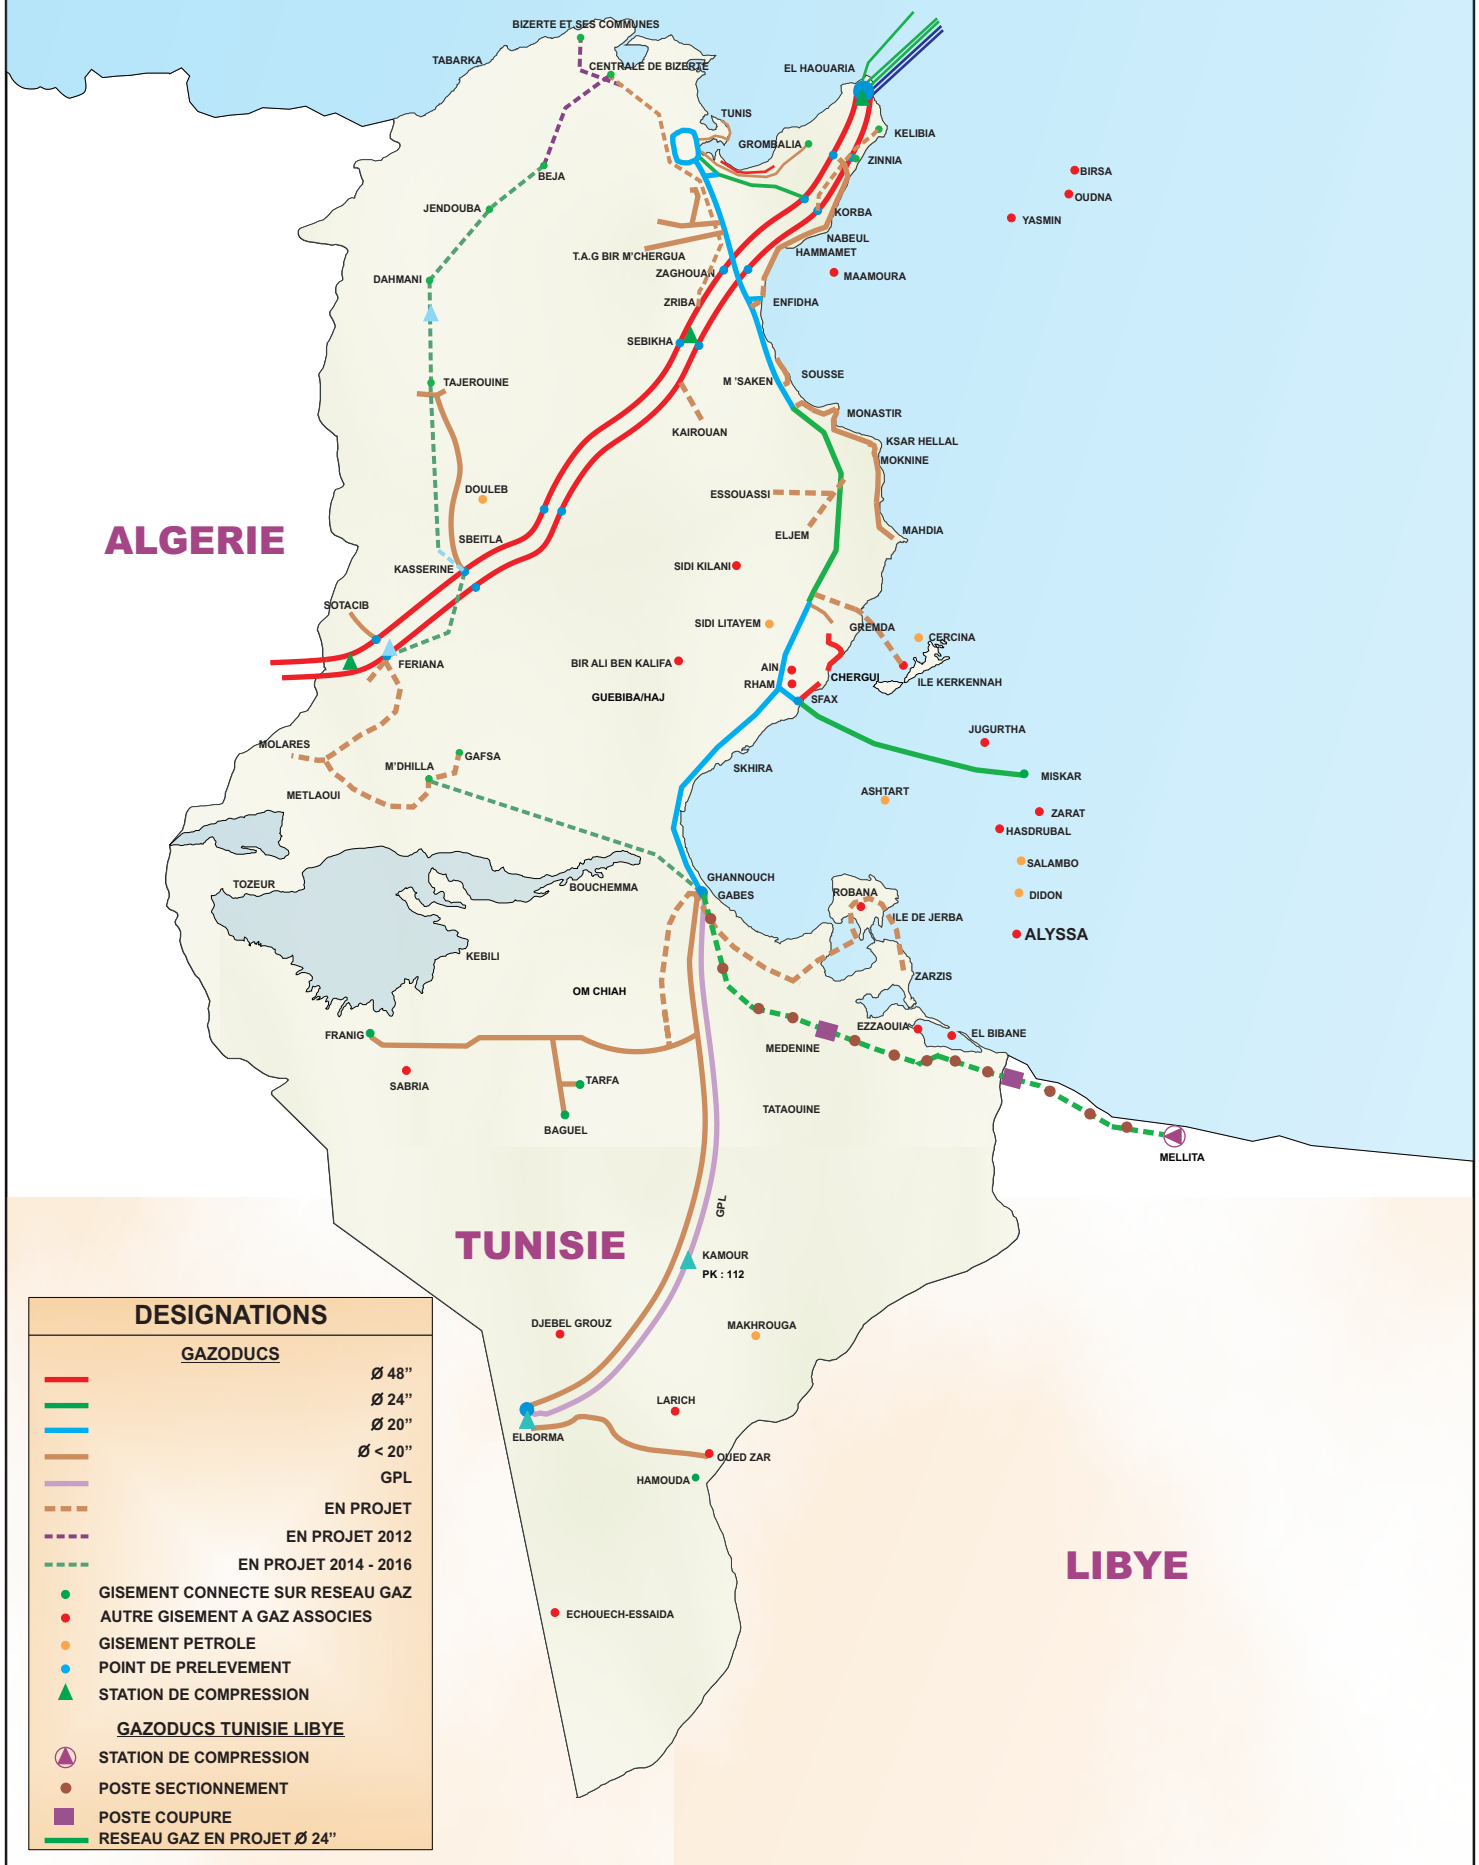 BIZERTE ET SES COMMUNES
TABARKA
CENTRALE DE BIZERTE
EL HAOUARIA
TUNIS
GROMBALIA
KELIBIA
ZINNIA
BEJA
BIRSA
OUDNA
YASMIN
JENDOUBA
KORBA
NABEUL
HAMMAMET
T.A.G BIR M'CHERGUA
ZAGHOUAN
MAAMOURA
DAHMANI
ZRIBA
ENFIDHA
SEBIKHA
TAJEROUINE
M 'SAKEN
SOUSSE
MONASTIR
KAIROUAN
KSAR HELLAL
MOKNINE
DOULEB
ESSOUASSI
ALGERIE
ELJEM
MAHDIA
SBEITLA
KASSERINE
SIDI KILANI
SOTACIB
SIDI LITAYEM
GREMDA
CERCINA
FERIANA
BIR ALI BEN KALIFA
AIN
RHAM
CHERGUI
ILE KERKENNAH
GUEBIBA/HAJ
SFAX
JUGURTHA
MOLARES
GAFSA
M'DHILLA
SKHIRA
MISKAR
METLAOUI
ASHTART
ZARAT
HASDRUBAL
SALAMBO
GHANNOUCH
TOZEUR
BOUCHEMMA
GABES
ROBANA
DIDON
ILE DE JERBA
ALYSSA
KEBILI
ZARZIS
OM CHIAH
FRANIG
EZZAOUIA
EL BIBANE
MEDENINE
SABRIA
TARFA
TATAOUINE
BAGUEL
MELLITA
GPL
TUNISIE
KAMOUR
PK : 112
DJEBEL GROUZ
MAKHROUGA
LARICH
ELBORMA
OUED ZAR
HAMOUDA
LIBYE
ECHOUECH-ESSAIDA
DESIGNATIONS
GAZODUCS
Ø 48”
Ø 24”
Ø 20”
Ø < 20”
GPL
EN PROJET
EN PROJET 2012
EN PROJET 2014 - 2016
GISEMENT CONNECTE SUR RESEAU GAZ
AUTRE GISEMENT A GAZ ASSOCIES
GISEMENT PETROLE
POINT DE PRELEVEMENT
STATION DE COMPRESSION
GAZODUCS TUNISIE LIBYE
STATION DE COMPRESSION
POSTE SECTIONNEMENT
POSTE COUPURE
RESEAU GAZ EN PROJET Ø 24”